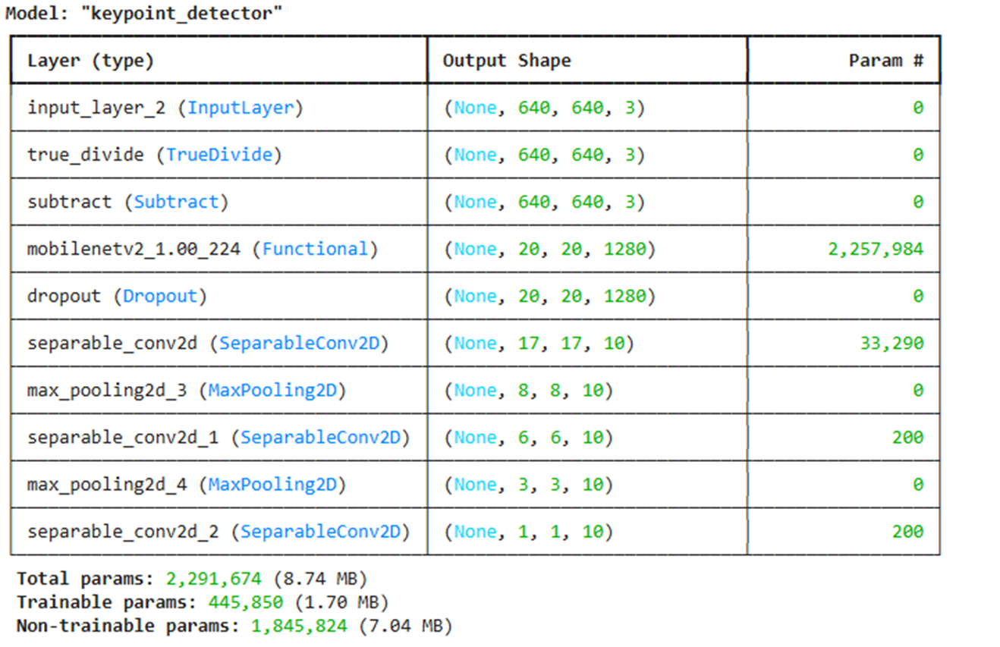 Model: "keypoint_detector"
Layer (type) Output Shape Param #
input_layer_2 (InputLayer) (None, 640, 640, 3) 0
true_divide (TrueDivide) (None, 640, 640, 3) 0
subtract (Subtract) (None, 640, 640, 3) 0
mobilenetv2_1.00_224 (Functional) (None, 20, 20, 1280) 2,257,984
dropout (Dropout) (None, 20, 20, 1280) 0
separable_conv2d (SeparableConv2D) (None, 17, 17, 10) 33,290
max_pooling2d_3 (MaxPooling2D) (None, 8, 8, 10) 0
separable_conv2d_1 (SeparableConv2D) (None, 6, 6, 10) 200
max_pooling2d_4 (MaxPooling2D) (None, 3, 3, 10) 0
separable_conv2d_2 (SeparableConv2D) (None, 1, 1, 10) 200
Total params: 2,291,674 (8.74 MB)
Trainable params: 445,850 (1.70 MB)
Non-trainable params: 1,845,824 (7.04 MB)